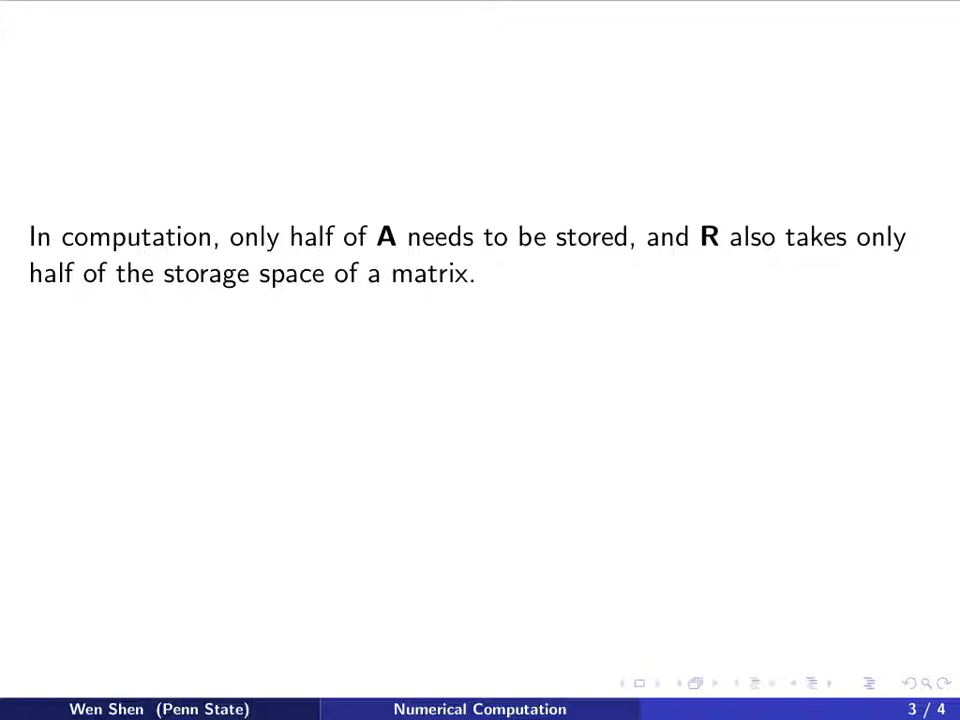 In computation, only half of A needs to be stored, and R also takes only
half of the storage space of a matrix.
Wen Shen (Penn State) Numerical Computation 3 / 4